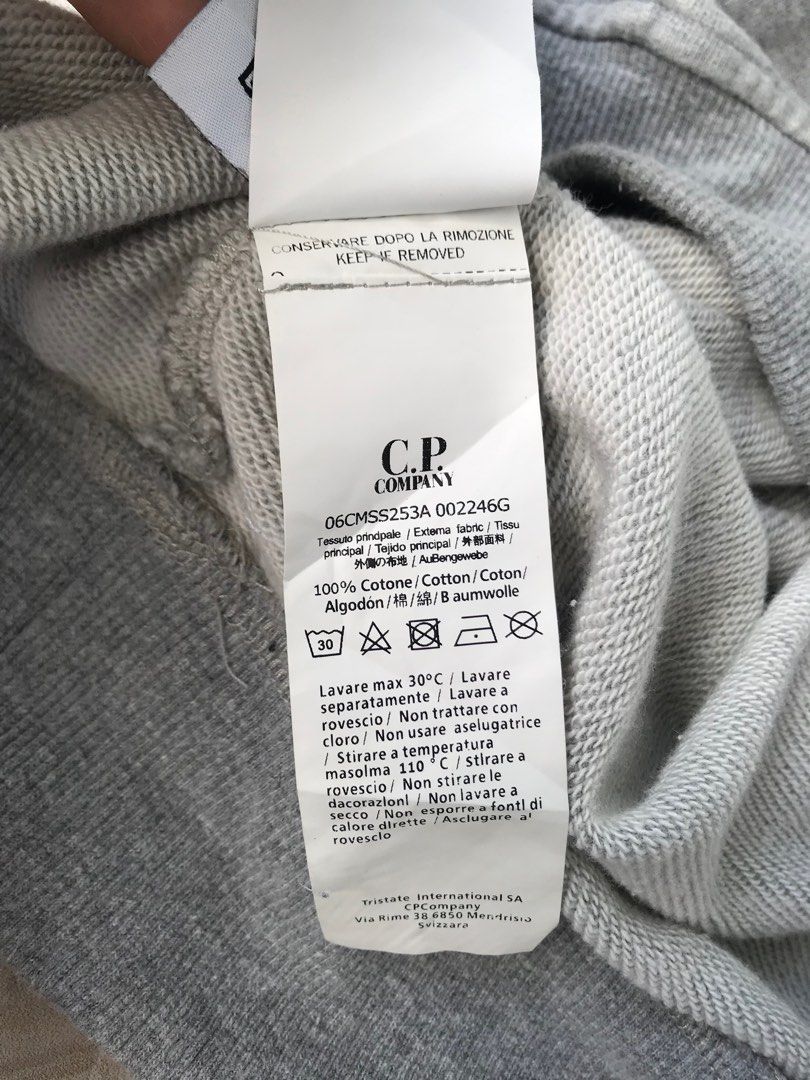 CONSERVARE DOPO LA RIMOZIONE
KEEP IF REMOVED
C.P.
COMPANY
06CMSS253A 002246G
Tessuto prindpale / Extema fabric / Tissu
principal / Tejido principal / 外部面料 /
外側の布地 / AuBengewebe
100% Cotone/Cotton/Coton/
Algodón/棉/綿/B aumwolle
30
Lavare max 30°C / Lavare
separatamente / Lavare a
rovescio / Non trattare con
cloro / Non usare aselugatrice
/ Stirare a temperatura
masolma 110 °C / Stlrare a
rovescio / Non stirare le
dacorazlonl / Non lavare a
secco / Non esporre a fontl di
calore dlrette / Asclugare al
rovesclo
Tristate International SA
CPCompany
Via Rime 38 6850 Mendrisio
Svizzara